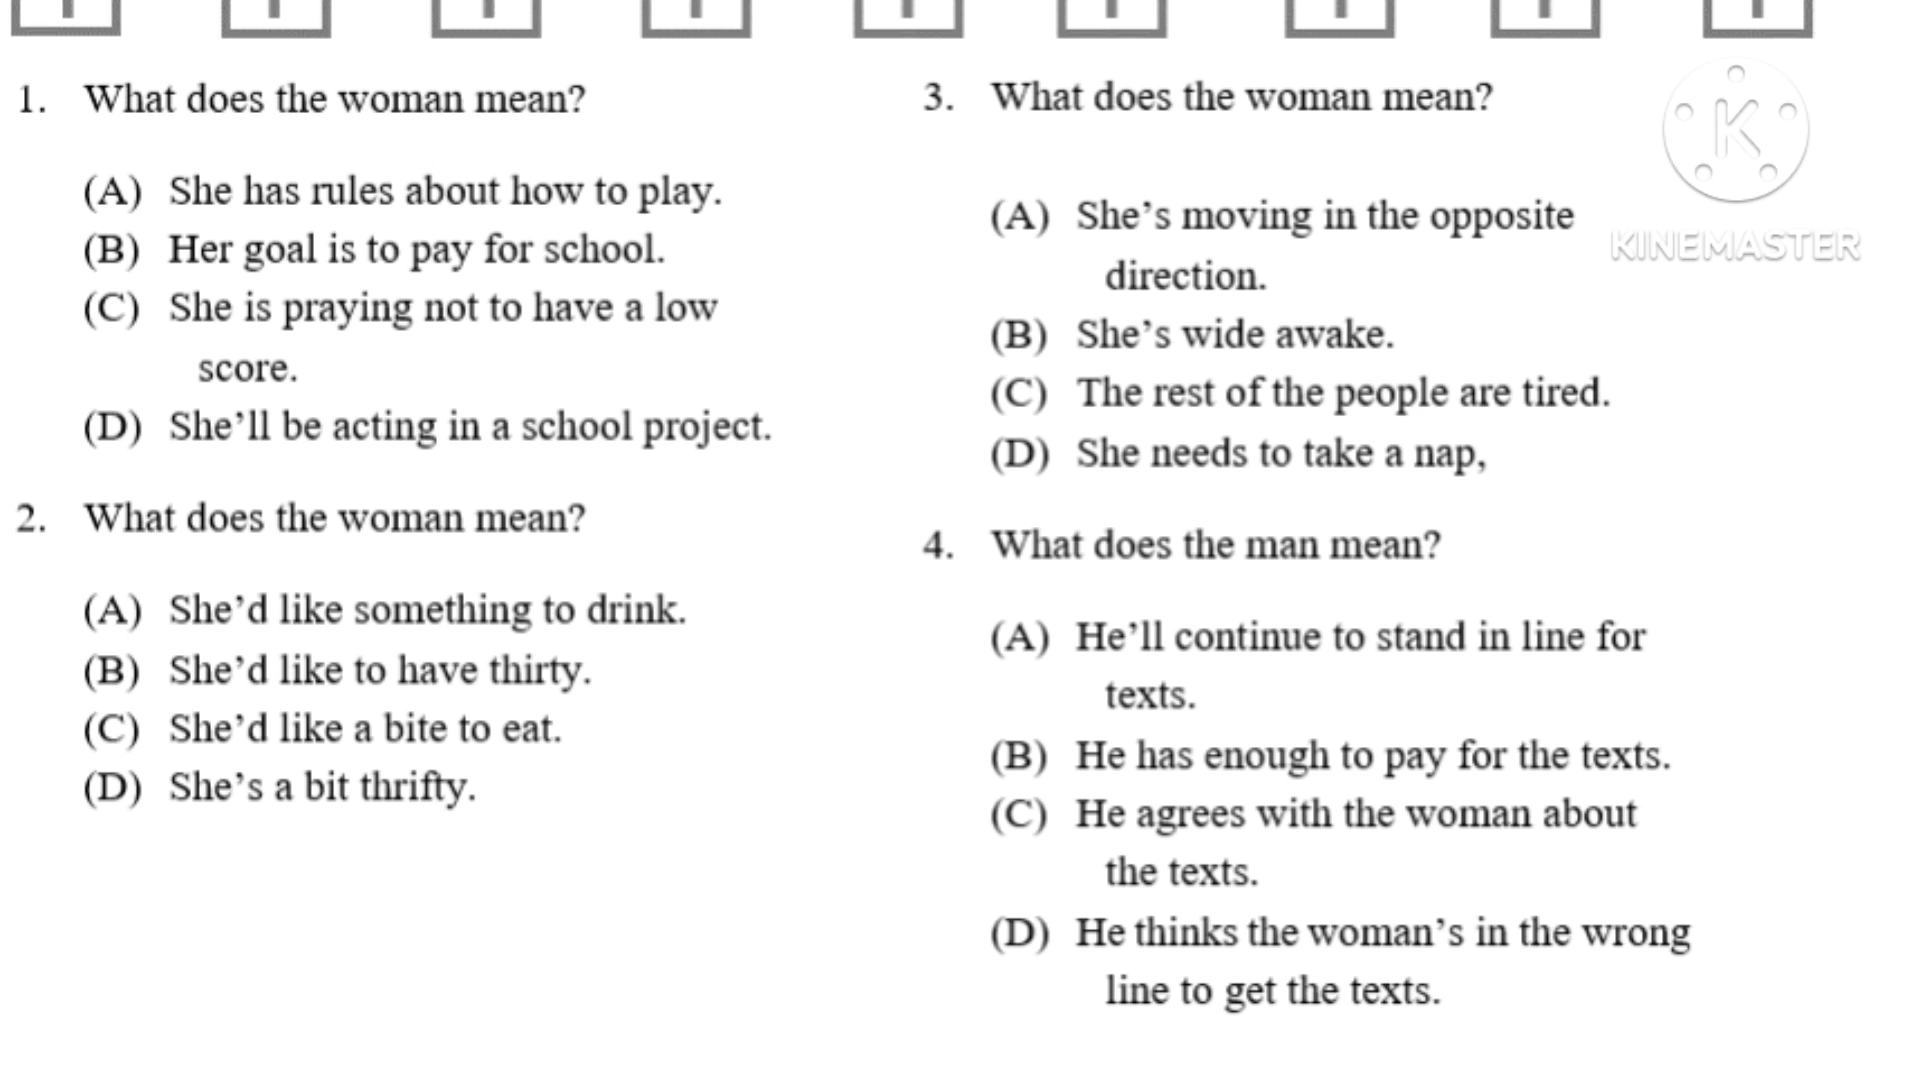 1. What does the woman mean?
(A) She has rules about how to play.
(B) Her goal is to pay for school.
(C) She is praying not to have a low
score.
(D) She’ll be acting in a school project.
2. What does the woman mean?
(A) She’d like something to drink.
(B) She’d like to have thirty.
(C) She’d like a bite to eat.
(D) She’s a bit thrifty.
3. What does the woman mean?
(A) She’s moving in the opposite
direction.
(B) She’s wide awake.
(C) The rest of the people are tired.
(D) She needs to take a nap,
4. What does the man mean?
(A) He’ll continue to stand in line for
texts.
(B) He has enough to pay for the texts.
(C) He agrees with the woman about
the texts.
(D) He thinks the woman’s in the wrong
line to get the texts.
K
KINEMASTER